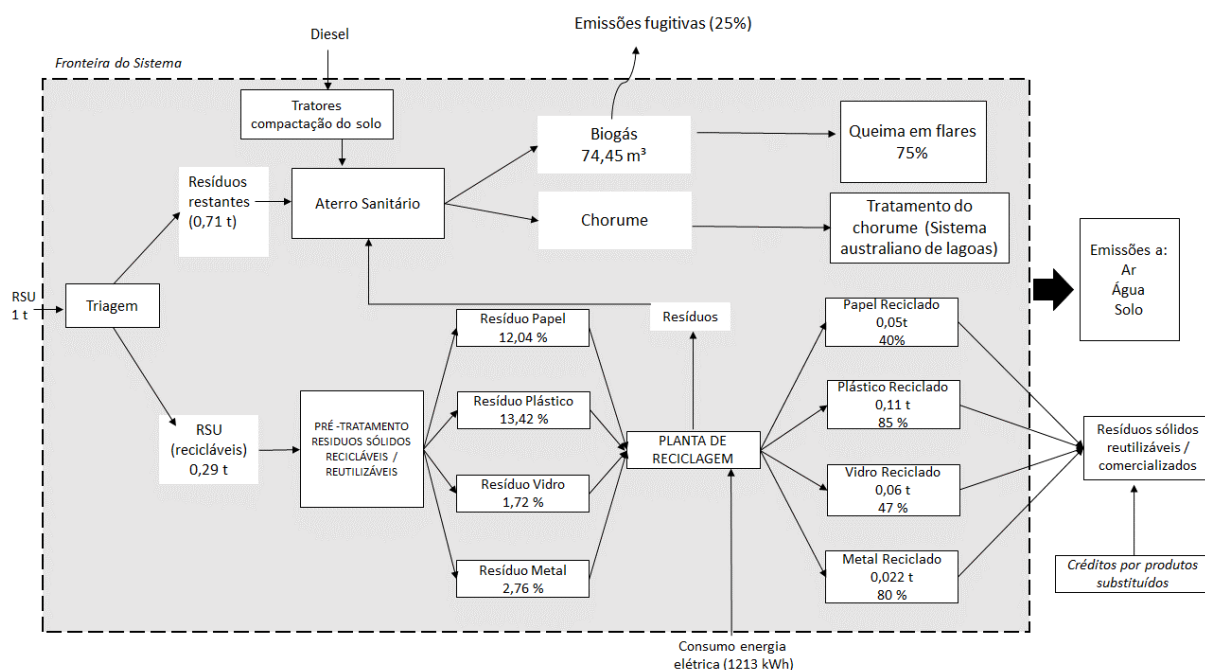 Emissões fugitivas (25%)
Diesel
Fronteira do Sistema
Tratores
compactação do solo
Biogás
74,45 m³
Queima em flares
75%
Resíduos
restantes
(0,71 t)
Aterro Sanitário
Chorume
Tratamento do
chorume (Sistema
australiano de lagoas)
Emissões a:
Ar
Água
Solo
RSU
1 t
Triagem
Resíduos
Resíduo Papel
12,04 %
Papel Reciclado
0,05t
40%
Resíduo Plástico
13,42 %
Plástico Reciclado
0,11 t
85 %
RSU
(recicláveis)
0,29 t
PRÉ -TRATAMENTO
RESIDUOS SÓLIDOS
RECICLÁVEIS /
REUTILIZÁVEIS
PLANTA DE
RECICLAGEM
Resíduos sólidos
reutilizáveis /
comercializados
Resíduo Vidro
1,72 %
Vidro Reciclado
0,06 t
47 %
Resíduo Metal
2,76 %
Metal Reciclado
0,022 t
80 %
Créditos por produtos
substituídos
Consumo energia
elétrica (1213 kWh)